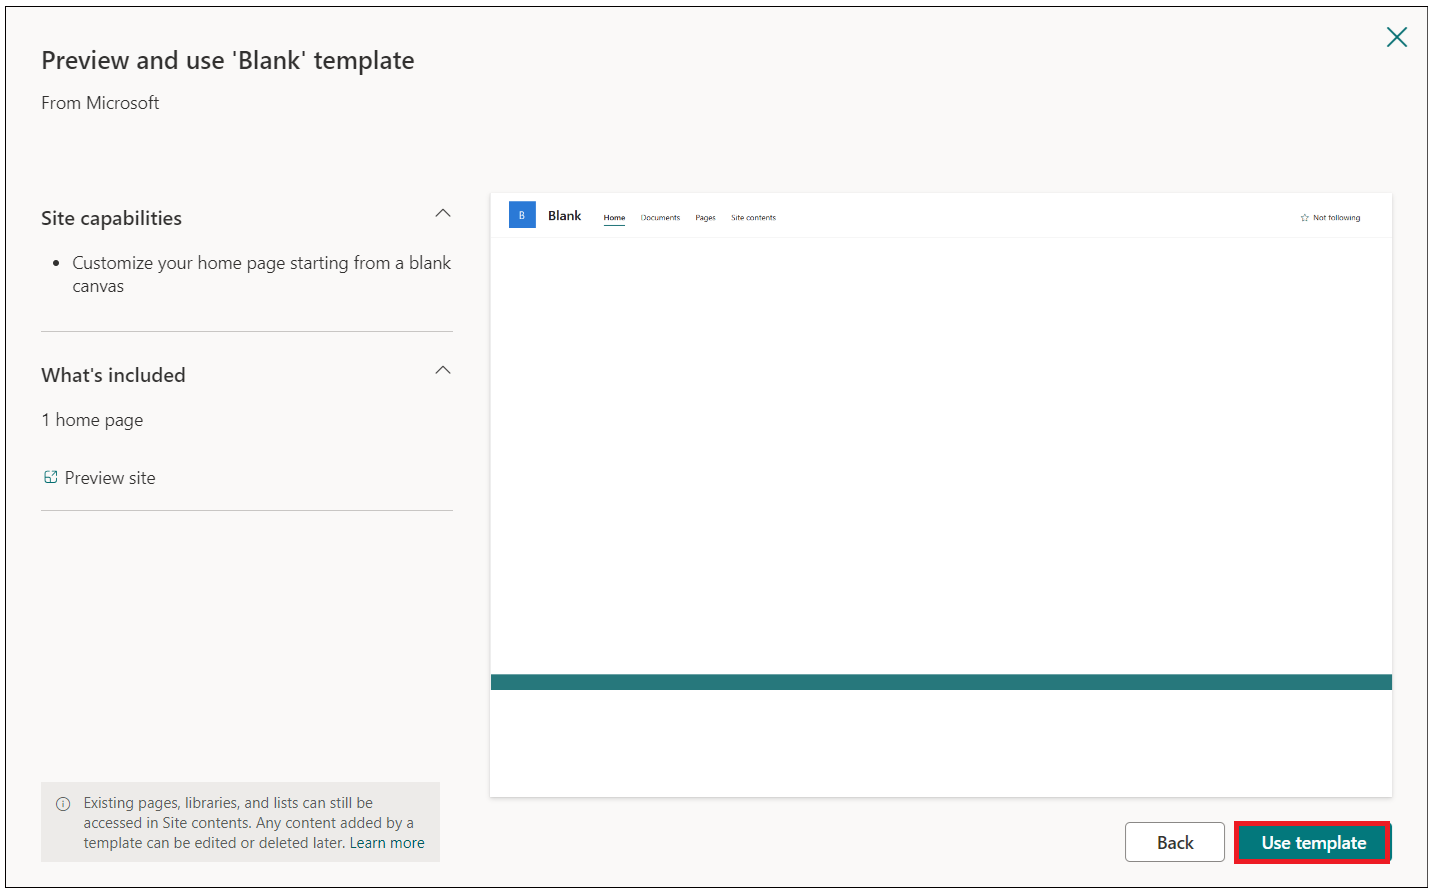 Preview and use 'Blank' template
From Microsoft
Site capabilities
• Customize your home page starting from a blank
canvas
What's included
1 home page
Preview site
Existing pages, libraries, and lists can still be
accessed in Site contents. Any content added by a
template can be edited or deleted later. Learn more
B Blank Home Documents Pages Site contents Not following
Back Use template